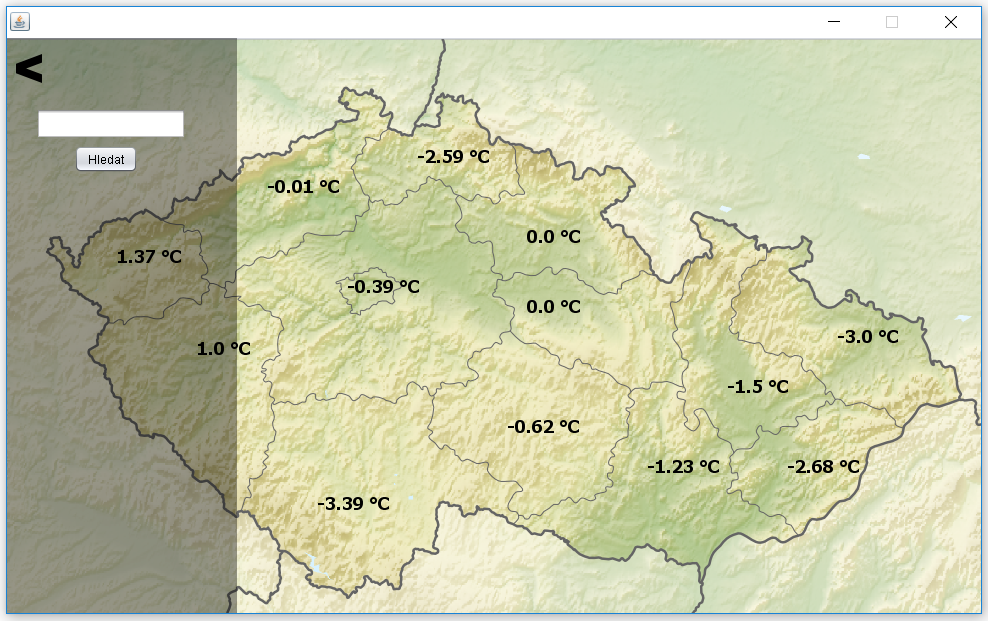 <
Hledat
-2.59 °C
-0.01 °C
0.0 °C
1.37 °C
-0.39 °C
0.0 °C
-3.0 °C
1.0 °C
-1.5 °C
-0.62 °C
-1.23 °C
-2.68 °C
-3.39 °C